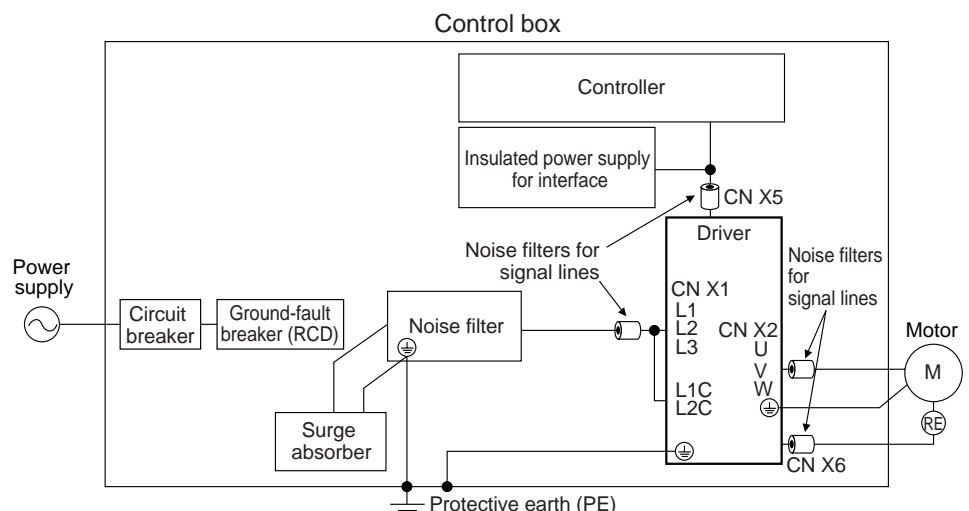 Control box
Controller
Insulated power supply
for interface
CN X5
Driver
Noise filters for
signal lines
Noise filters
for
signal lines
Power
supply
Circuit
breaker
Ground-fault
breaker (RCD)
Noise filter
CN X1
L1
L2
L3
L1C
L2C
CN X2
U
V
W
Motor
M
RE
Surge
absorber
CN X6
Protective earth (PE)